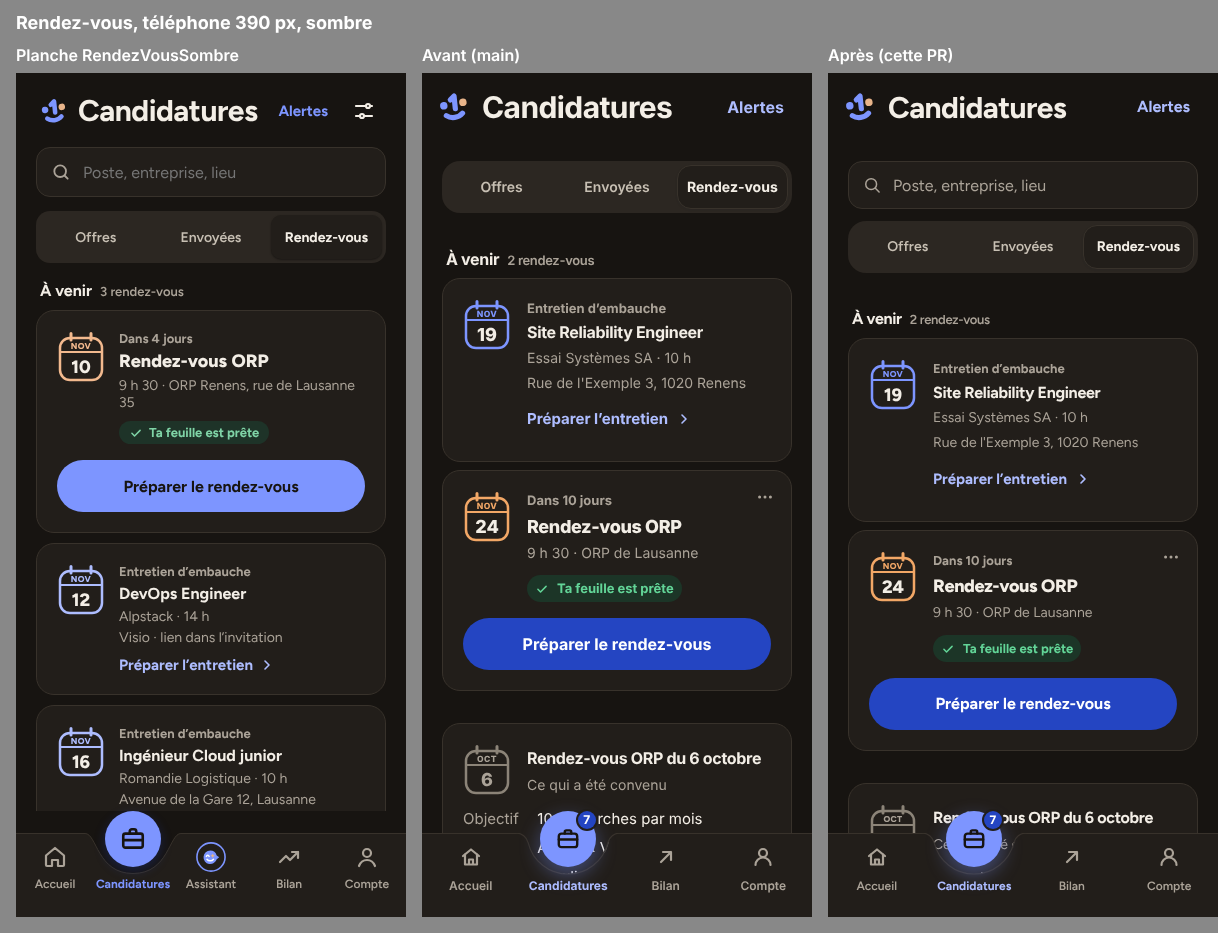 Rendez-vous, téléphone 390 px, sombre
Planche RendezVousSombre
Candidatures
Alertes
Poste, entreprise, lieu
Offres
Envoyées
Rendez-vous
À venir 3 rendez-vous
NOV
10
Dans 4 jours
Rendez-vous ORP
9 h 30 · ORP Renens, rue de Lausanne
35
Ta feuille est prête
Préparer le rendez-vous
NOV
12
Entretien d’embauche
DevOps Engineer
Alpstack · 14 h
Visio · lien dans l’invitation
Préparer l’entretien
NOV
16
Entretien d’embauche
Ingénieur Cloud junior
Romandie Logistique · 10 h
Avenue de la Gare 12, Lausanne
Accueil
Candidatures
Assistant
Bilan
Compte
Avant (main)
Candidatures
Alertes
Offres
Envoyées
Rendez-vous
À venir 2 rendez-vous
NOV
19
Entretien d’embauche
Site Reliability Engineer
Essai Systèmes SA · 10 h
Rue de l'Exemple 3, 1020 Renens
Préparer l’entretien
NOV
24
Dans 10 jours
Rendez-vous ORP
9 h 30 · ORP de Lausanne
Ta feuille est prête
Préparer le rendez-vous
OCT
6
Rendez-vous ORP du 6 octobre
Ce qui a été convenu
Objectif
par mois
7
Accueil
Candidatures
Bilan
Compte
Après (cette PR)
Candidatures
Alertes
Poste, entreprise, lieu
Offres
Envoyées
Rendez-vous
À venir 2 rendez-vous
NOV
19
Entretien d’embauche
Site Reliability Engineer
Essai Systèmes SA · 10 h
Rue de l'Exemple 3, 1020 Renens
Préparer l’entretien
NOV
24
Dans 10 jours
Rendez-vous ORP
9 h 30 · ORP de Lausanne
Ta feuille est prête
Préparer le rendez-vous
OCT
ORP du 6 octobre
7
Accueil
Candidatures
Bilan
Compte